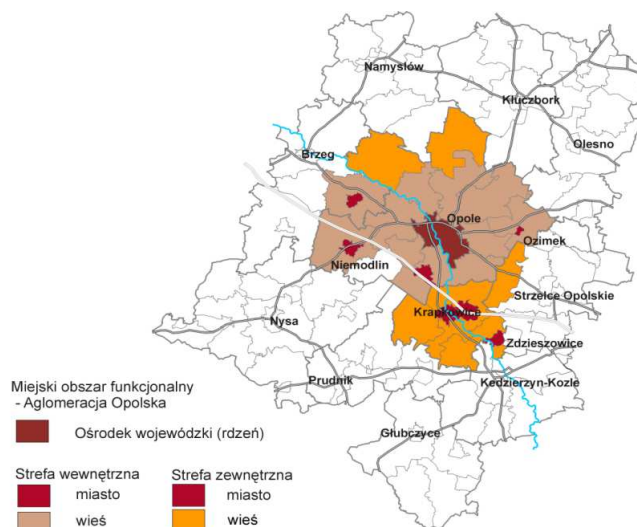 Namysłów
Kluczbork
Olesno
Brzeg
Opole
Ozimek
Niemodlin
Strzelce Opolskie
Krapkowice
Nysa
Zdzieszowice
Prudnik
Kędzierzyn-Koźle
Głubczyce
Miejski obszar funkcjonalny
- Aglomeracja Opolska
Ośrodek wojewódzki (rdzeń)
Strefa wewnętrzna
miasto
wieś
Strefa zewnętrzna
miasto
wieś